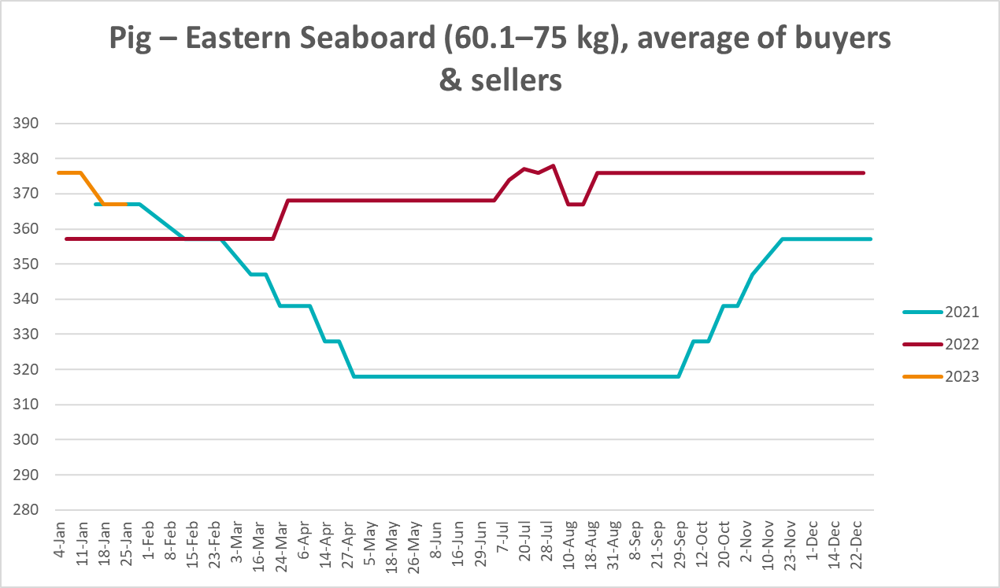 Pig – Eastern Seaboard (60.1–75 kg), average of buyers
& sellers
390
380
370
360
350
340
330
320
310
300
290
280
4-Jan
11-Jan
18-Jan
25-Jan
1-Feb
8-Feb
15-Feb
23-Feb
3-Mar
16-Mar
24-Mar
6-Apr
14-Apr
27-Apr
5-May
18-May
26-May
8-Jun
16-Jun
29-Jun
7-Jul
20-Jul
28-Jul
10-Aug
18-Aug
31-Aug
8-Sep
21-Sep
29-Sep
12-Oct
20-Oct
2-Nov
10-Nov
23-Nov
1-Dec
14-Dec
22-Dec
2021
2022
2023